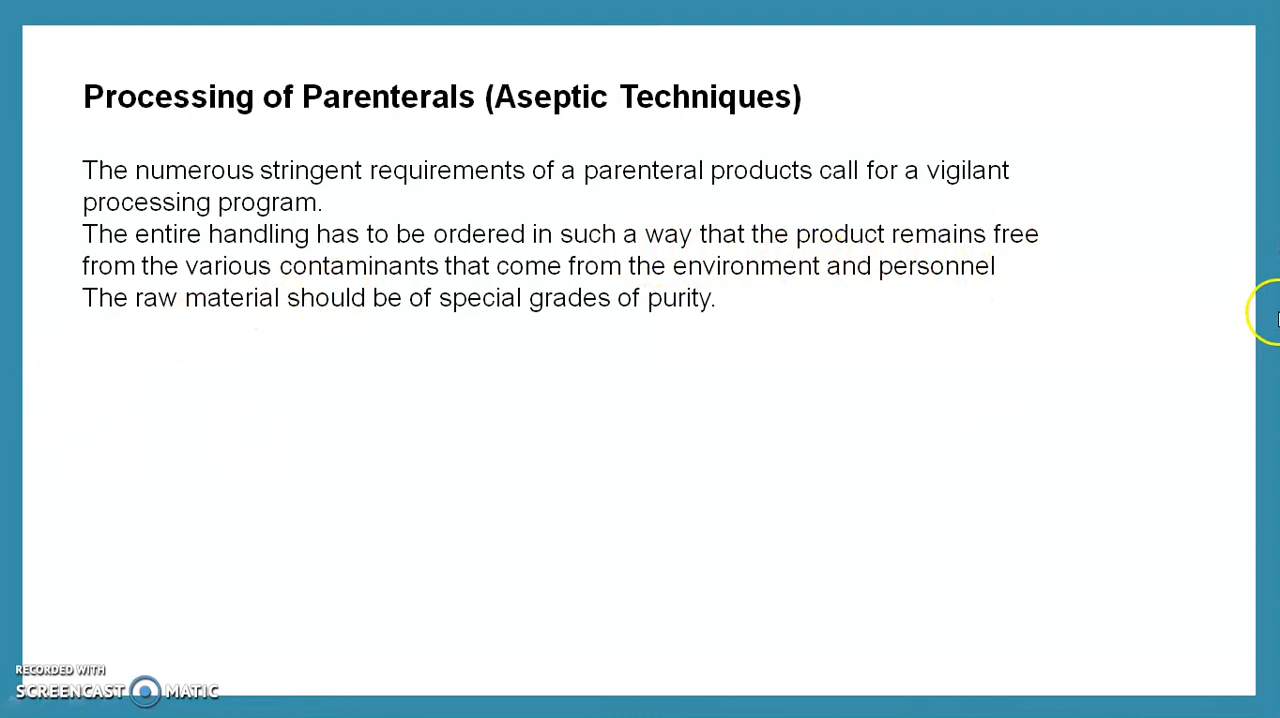 Processing of Parenterals (Aseptic Techniques)
The numerous stringent requirements of a parenteral products call for a vigilant
processing program.
The entire handling has to be ordered in such a way that the product remains free
from the various contaminants that come from the environment and personnel
The raw material should be of special grades of purity.
RECORDED WITH
SCREENCAST MATIC